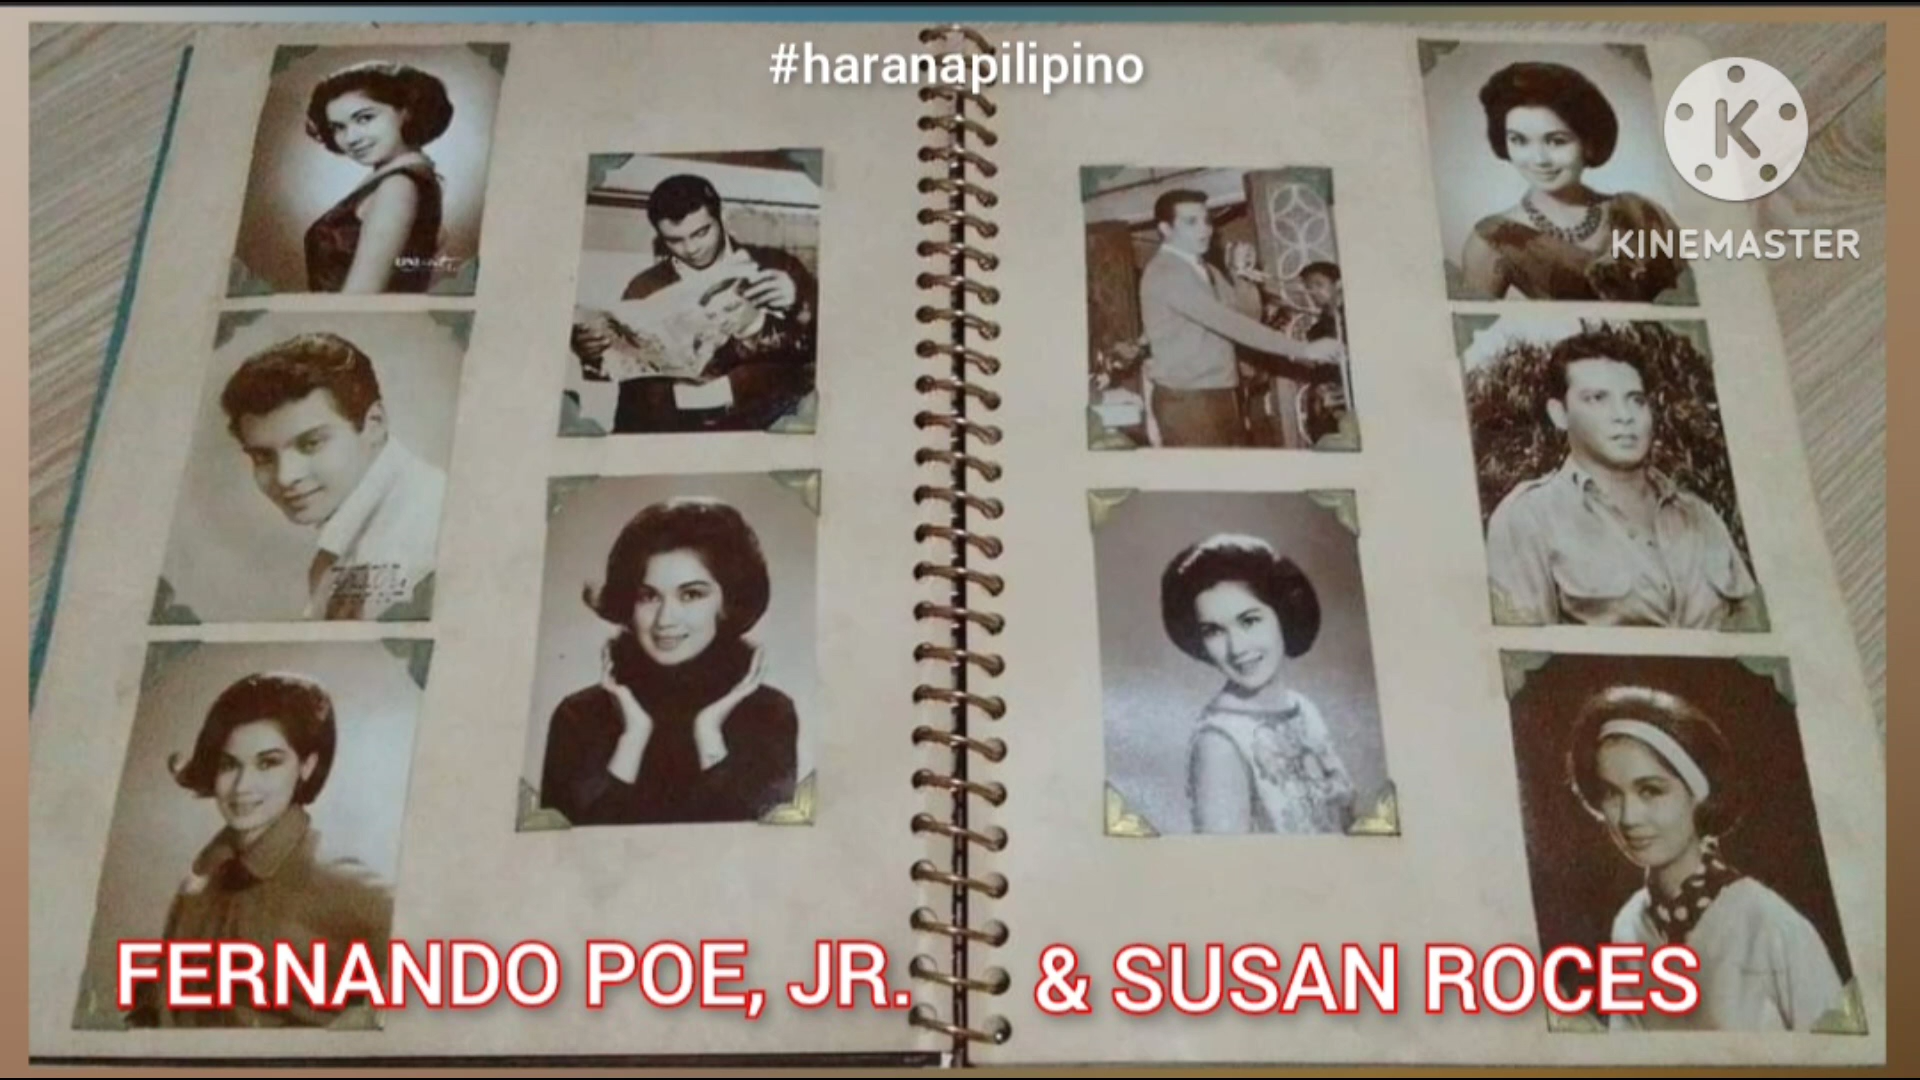 #haranapilipino
K
KINEMASTER
FERNANDO POE, JR. & SUSAN ROCES